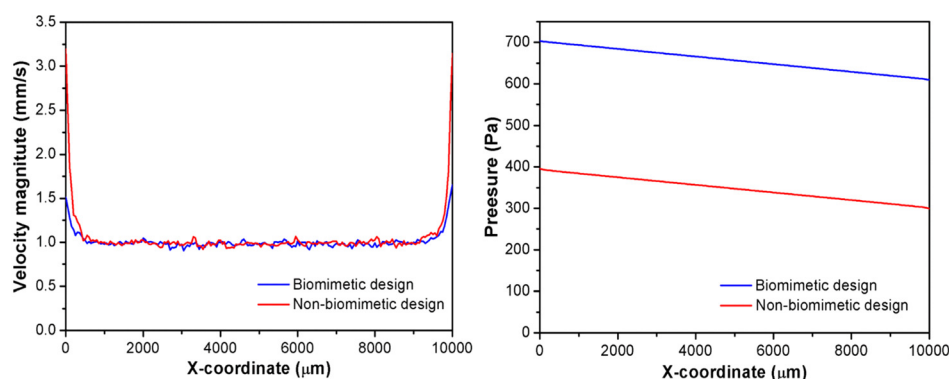 3.5
3.0
2.5
2.0
1.5
1.0
0.5
0.0
Velocity magnitute (mm/s)
Biomimetic design
Non-biomimetic design
0 2000 4000 6000 8000 10000
X-coordinate (μm)
700
600
500
400
300
200
100
0
Preesure (Pa)
Biomimetic design
Non-biomimetic design
0 2000 4000 6000 8000 10000
X-coordinate (μm)